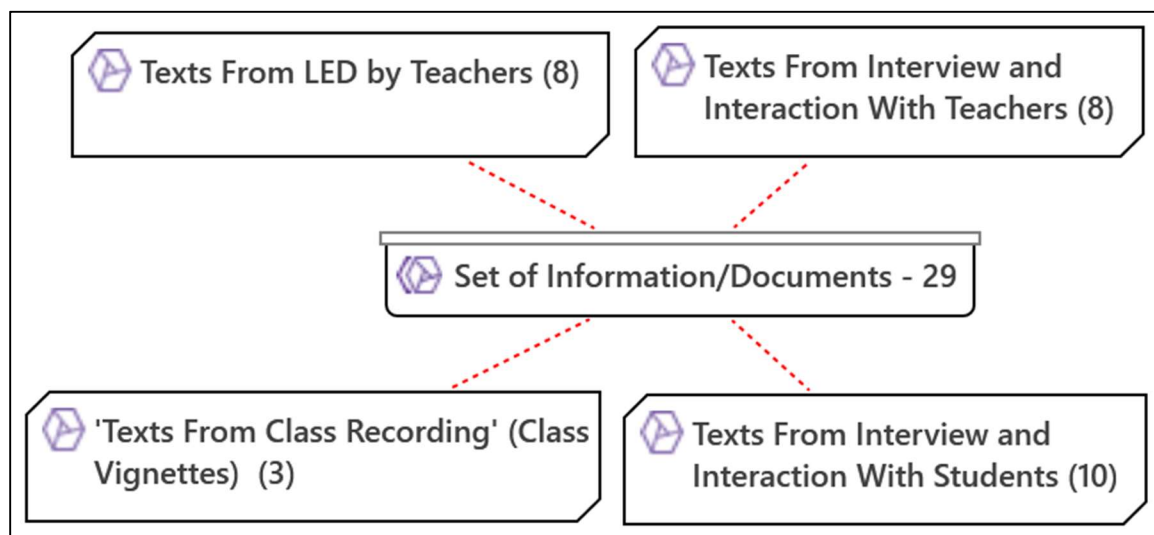 Texts From LED by Teachers (8)
Texts From Interview and
Interaction With Teachers (8)
Set of Information/Documents - 29
'Texts From Class Recording' (Class
Vignettes)  (3)
Texts From Interview and
Interaction With Students (10)